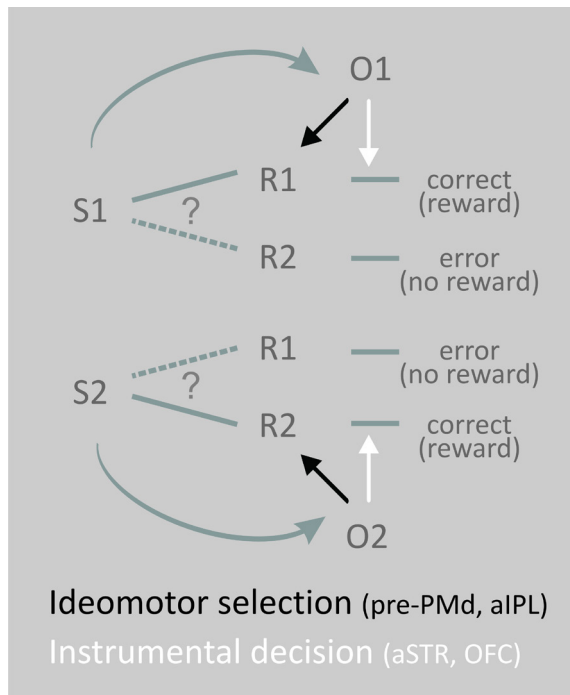 O1
R1
correct
(reward)
S1
?
R2
error
(no reward)
R1
error
(no reward)
S2
?
R2
correct
(reward)
O2
Ideomotor selection (pre-PMd, aIPL)
Instrumental decision (aSTR, OFC)